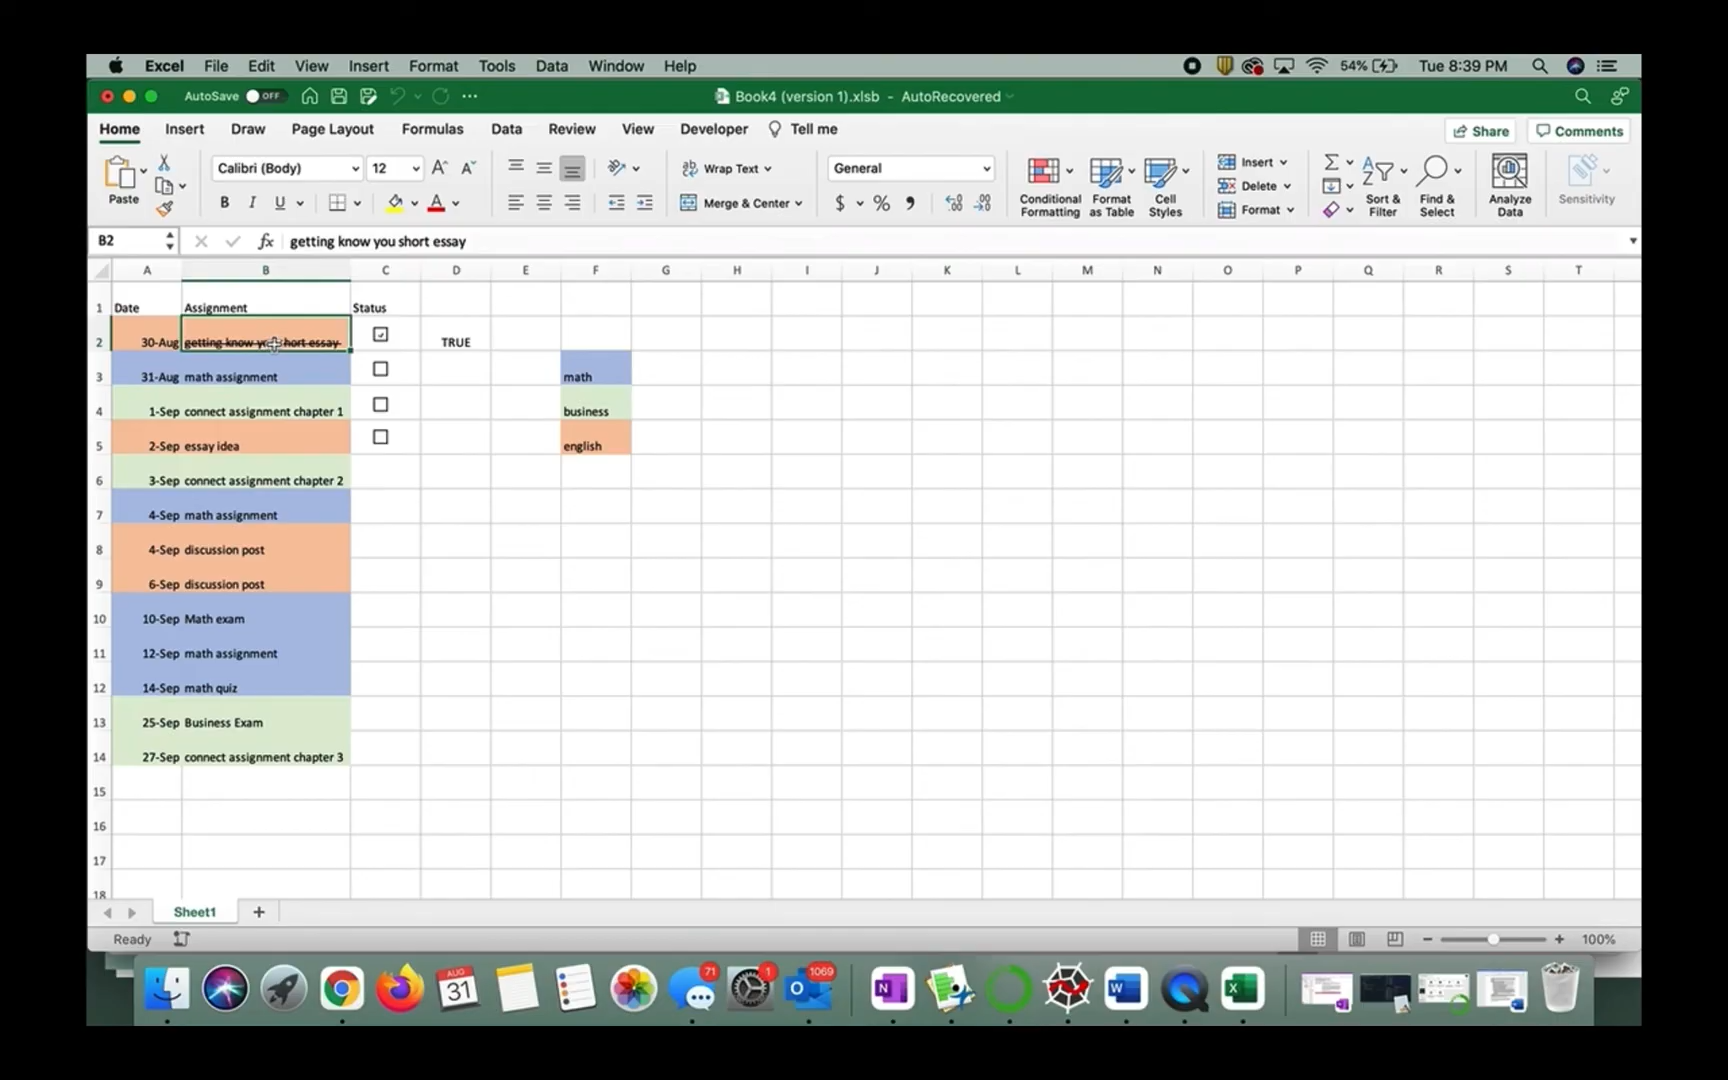 Excel File Edit View Insert Format Tools Data Window Help 54% Tue 8:39 PM
AutoSave OFF Book4 (version 1).xlsb - AutoRecovered
Home Insert Draw Page Layout Formulas Data Review View Developer Tell me Share Comments
Calibri (Body) 12 Wrap Text General Insert
Paste Merge & Center Conditional Formatting Format as Table Cell Styles Delete Sort & Filter Find & Select Analyze Data Sensitivity
Format
B2 fx getting know you short essay
A B C D E F G H I J K L M N O P Q R S T
1 Date Assignment Status
2 30-Aug getting know you short essay TRUE
3 31-Aug math assignment math
4 1-Sep connect assignment chapter 1 business
5 2-Sep essay idea english
6 3-Sep connect assignment chapter 2
7 4-Sep math assignment
8 4-Sep discussion post
9 6-Sep discussion post
10 10-Sep Math exam
11 12-Sep math assignment
12 14-Sep math quiz
13 25-Sep Business Exam
14 27-Sep connect assignment chapter 3
15
16
17
18
Sheet1
Ready 100%
AUG 31 71 1 1069